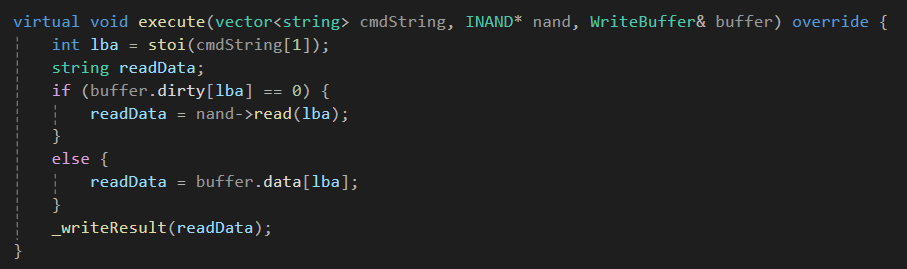 virtual void execute(vector<string> cmdString, INAND* nand, WriteBuffer& buffer) override {
    int lba = stoi(cmdString[1]);
    string readData;
    if (buffer.dirty[lba] == 0) {
        readData = nand->read(lba);
    }
    else {
        readData = buffer.data[lba];
    }
    _writeResult(readData);
}